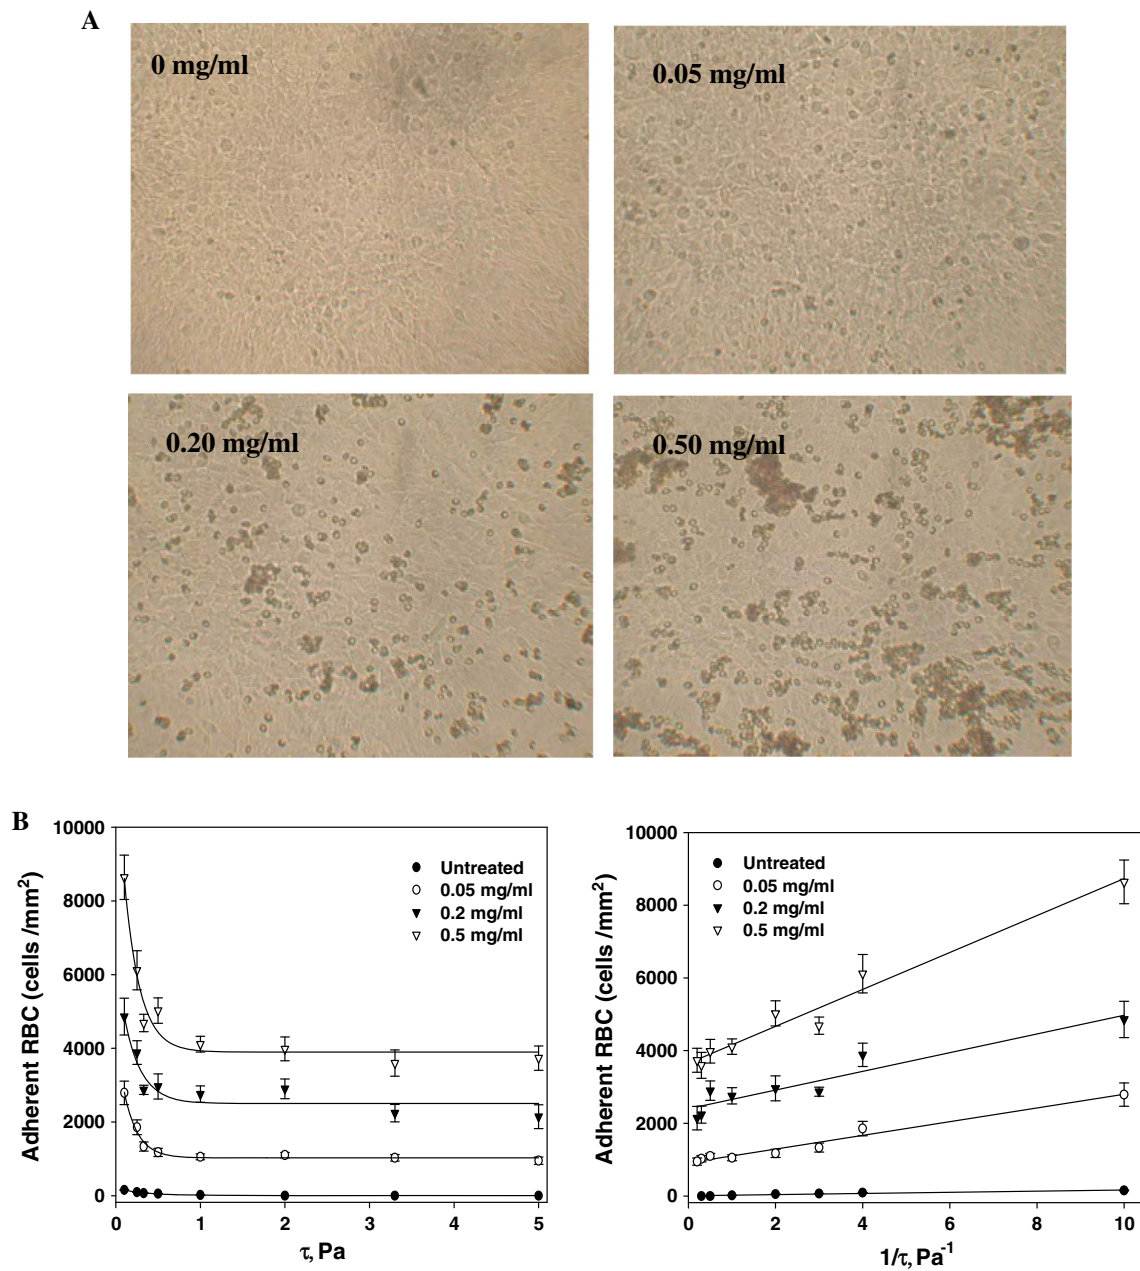 A
0 mg/ml
0.05 mg/ml
0.20 mg/ml
0.50 mg/ml
B
Adherent RBC (cells /mm²)
10000
8000
6000
4000
2000
0
Untreated
0.05 mg/ml
0.2 mg/ml
0.5 mg/ml
0 1 2 3 4 5
τ, Pa
Adherent RBC (cells /mm²)
10000
8000
6000
4000
2000
0
Untreated
0.05 mg/ml
0.2 mg/ml
0.5 mg/ml
0 2 4 6 8 10
1/τ, Pa⁻¹